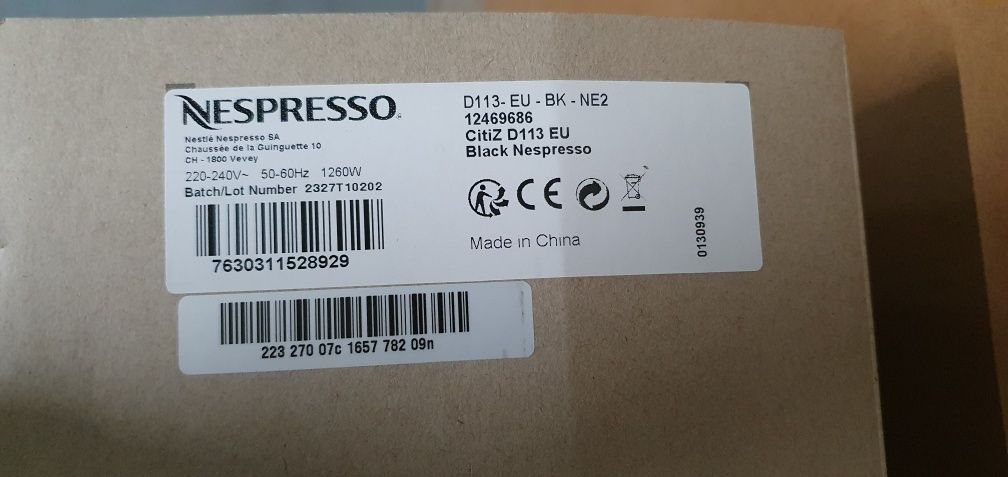 NESPRESSO
Nestlé Nespresso SA
Chaussée de la Guinguette 10
CH - 1800 Vevey
220-240V~ 50-60Hz 1260W
Batch/Lot Number 2327T10202
7630311528929
D113- EU - BK - NE2
12469686
CitiZ D113 EU
Black Nespresso
CE
Made in China
0130939
223 270 07c 1657 782 09n